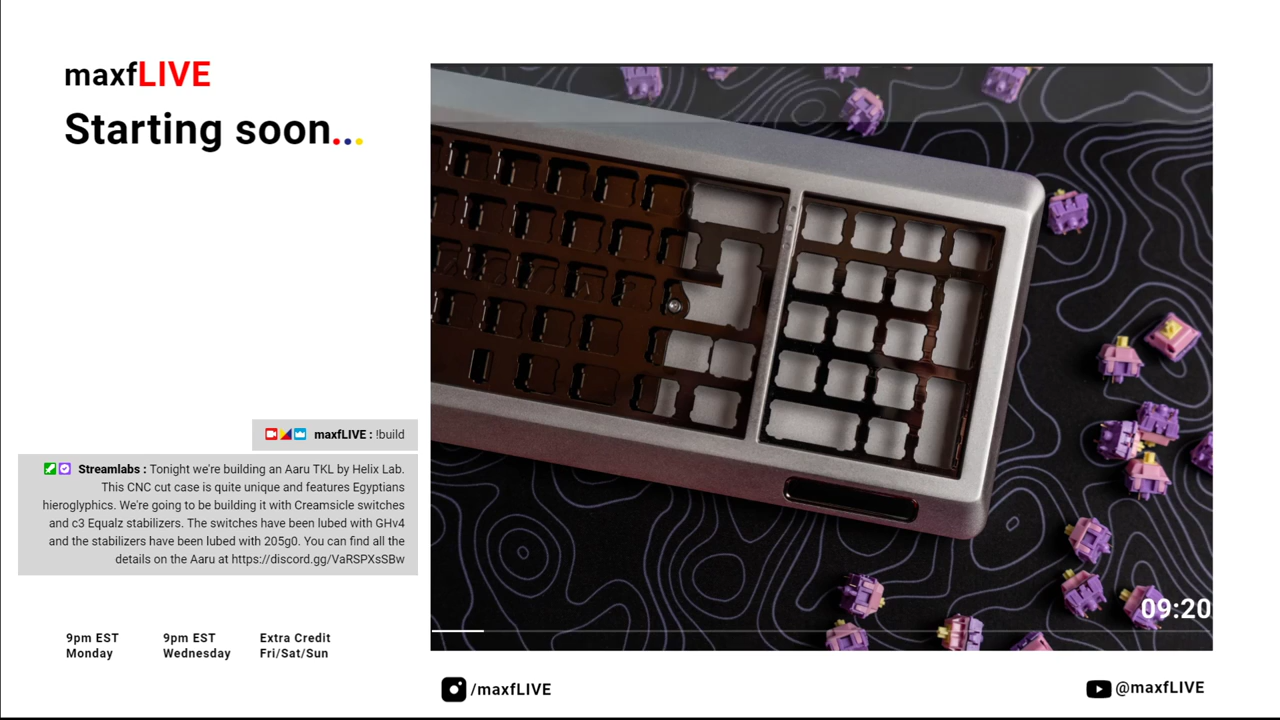 maxfLIVE
Starting soon...
maxfLIVE : !build
Streamlabs : Tonight we're building an Aaru TKL by Helix Lab.
This CNC cut case is quite unique and features Egyptians
hieroglyphics. We're going to be building it with Creamsicle switches
and c3 Equalz stabilizers. The switches have been lubed with GHv4
and the stabilizers have been lubed with 205g0. You can find all the
details on the Aaru at https://discord.gg/VaRSPXsSBw
9pm EST
Monday
9pm EST
Wednesday
Extra Credit
Fri/Sat/Sun
09:20
/maxfLIVE
@maxfLIVE